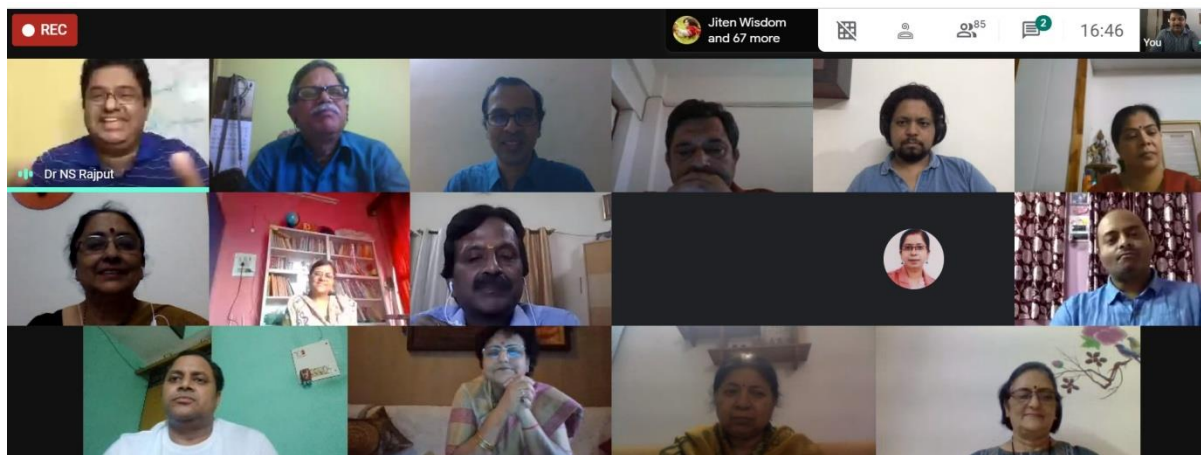 REC
Jiten Wisdom
and 67 more
85
2
16:46
You
Dr NS Rajput